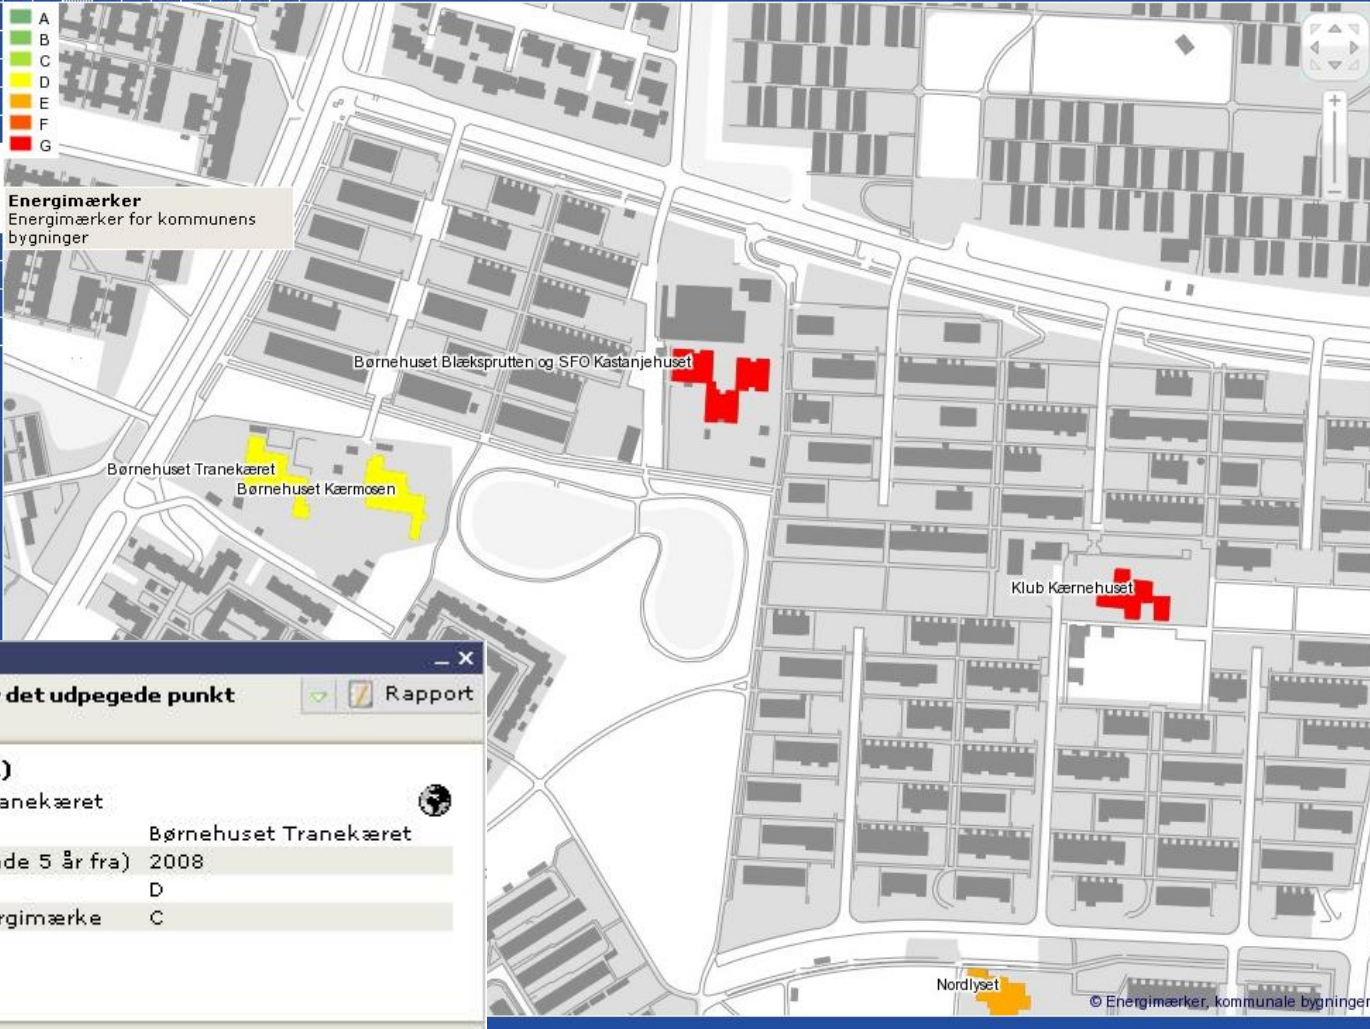 A
B
C
D
E
F
G
Energimærker
Energimærker for kommunens
bygninger
Børnehuset Blæksprutten og SFO Kastanjehuset
Børnehuset Tranekæret
Børnehuset Kærmosen
Klub Kærnehuset
Nordlyset
© Energimærker, kommunale bygninger
det udpegede punkt
Rapport
)
anekæret
Børnehuset Tranekæret
de 5 år fra) 2008
D
rgimærke C